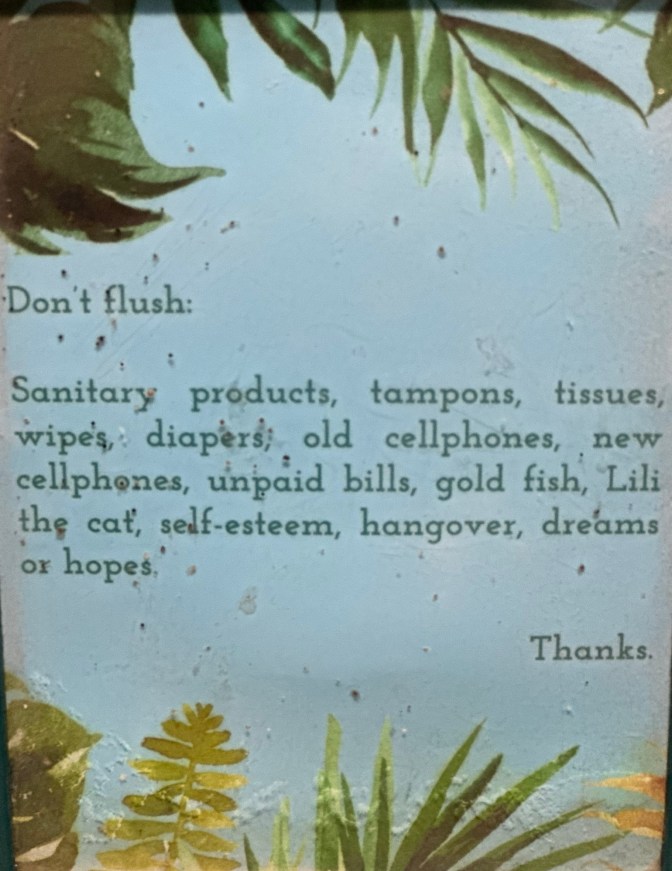 Don't flush:
Sanitary products, tampons, tissues,
wipes, diapers, old cellphones, new
cellphones, unpaid bills, gold fish, Lili
the cat, self-esteem, hangover, dreams
or hopes.
Thanks.